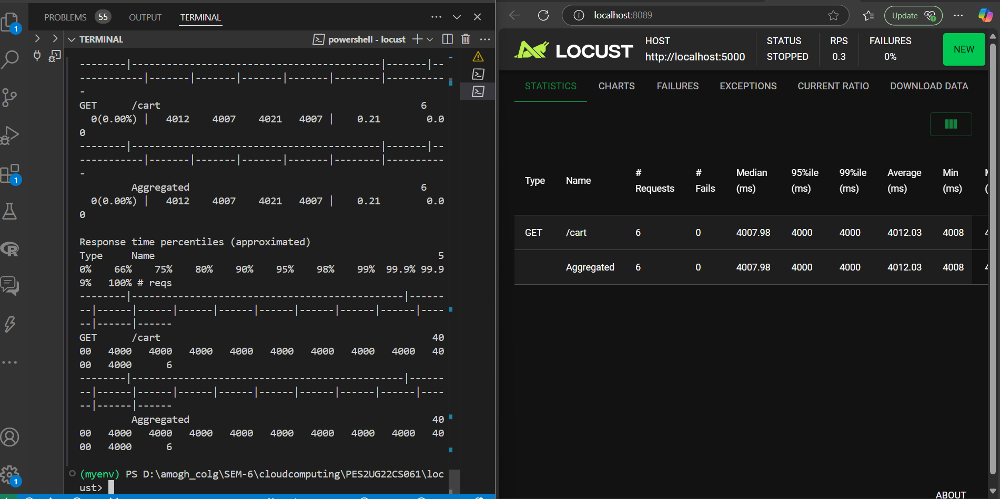 PROBLEMS 55 OUTPUT TERMINAL
TERMINAL powershell - locust
--------|-------------------------------------------|-------|--
-----------|-------|-------|-------|-------|--------|----------
-
GET /cart 6
0(0.00%) | 4012 4007 4021 4007 | 0.21 0.0
0
--------|-------------------------------------------|-------|--
-----------|-------|-------|-------|-------|--------|----------
-
Aggregated 6
0(0.00%) | 4012 4007 4021 4007 | 0.21 0.0
0
Response time percentiles (approximated)
Type Name 5
0% 66% 75% 80% 90% 95% 98% 99% 99.9% 99.9
9% 100% # reqs
--------|-----------------------------------------------|------
--|------|------|------|------|------|------|------|------|----
--|------|------
GET /cart 40
00 4000 4000 4000 4000 4000 4000 4000 4000 40
00 4000 6
--------|-----------------------------------------------|------
--|------|------|------|------|------|------|------|------|----
--|------|------
Aggregated 40
00 4000 4000 4000 4000 4000 4000 4000 4000 40
00 4000 6
(myenv) PS D:\amogh_colg\SEM-6\cloudcomputing\PES2UG22CS061\loc
ust>
1
1
1
localhost:8089
Update
LOCUST
HOST
http://localhost:5000
STATUS
STOPPED
RPS
0.3
FAILURES
0%
NEW
STATISTICS CHARTS FAILURES EXCEPTIONS CURRENT RATIO DOWNLOAD DATA
Type Name # Requests # Fails Median (ms) 95%ile (ms) 99%ile (ms) Average (ms) Min (ms)
GET /cart 6 0 4007.98 4000 4000 4012.03 4008
Aggregated 6 0 4007.98 4000 4000 4012.03 4008
ABOUT